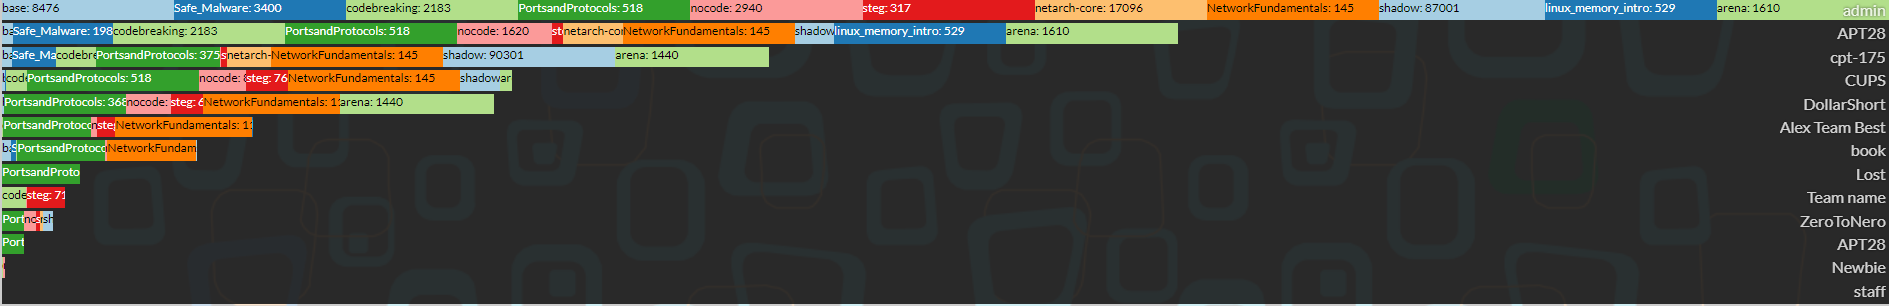 base: 8476 Safe_Malware: 3400 codebreaking: 2183 PortsandProtocols: 518 nocode: 2940 steg: 317 netarch-core: 17096 NetworkFundamentals: 145 shadow: 87001 linux_memory_intro: 529 arena: 1610 admin
Safe_Malware: 198 codebreaking: 2183 PortsandProtocols: 518 nocode: 1620 st netarch-co NetworkFundamentals: 145 shadow linux_memory_intro: 529 arena: 1610 APT28
Safe_Ma codebre PortsandProtocols: 375 netarch- NetworkFundamentals: 145 shadow: 90301 arena: 1440 cpt-175
code PortsandProtocols: 518 nocode: steg: 76 NetworkFundamentals: 145 shadow ar CUPS
PortsandProtocols: 368 nocode: steg: 6 NetworkFundamentals: 1 arena: 1440 DollarShort
PortsandProtoc n ste NetworkFundamentals: 1 Alex Team Best
PortsandProtoc NetworkFundam book
PortsandProto Lost
code steg: 71 Team name
Port sh ZeroToNero
Port APT28
Newbie
staff